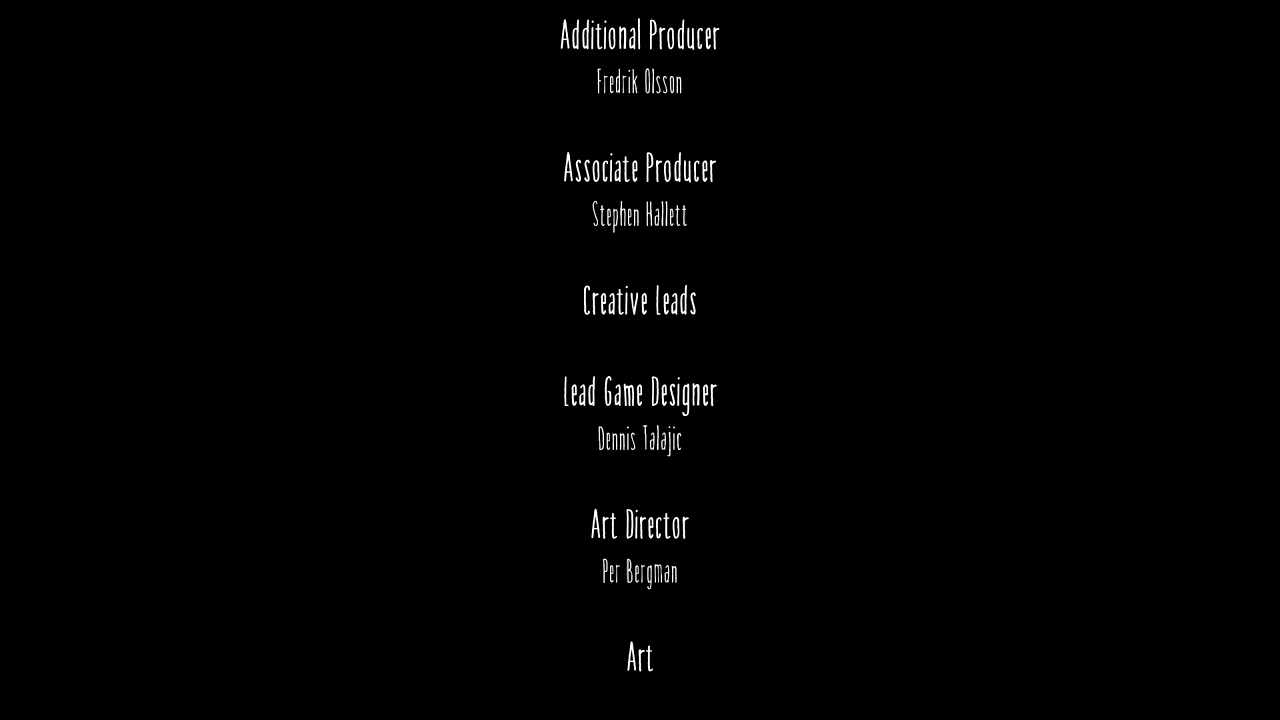 Additional Producer
Fredrik Olsson
Associate Producer
Stephen Hallett
Creative Leads
Lead Game Designer
Dennis Talajic
Art Director
Per Bergman
Art